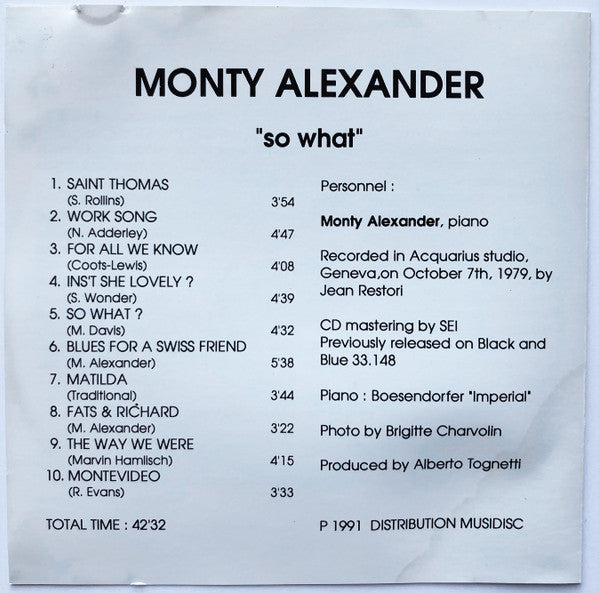 MONTY ALEXANDER
"so what"
1. SAINT THOMAS
(S. Rollins) 3'54
2. WORK SONG
(N. Adderley) 4'47
3. FOR ALL WE KNOW
(Coots-Lewis) 4'08
4. INS'T SHE LOVELY ?
(S. Wonder) 4'39
5. SO WHAT ?
(M. Davis) 4'32
6. BLUES FOR A SWISS FRIEND
(M. Alexander) 5'38
7. MATILDA
(Traditional) 3'44
8. FATS & RICHARD
(M. Alexander) 3'22
9. THE WAY WE WERE
(Marvin Hamlisch) 4'15
10. MONTEVIDEO
(R. Evans) 3'33
TOTAL TIME : 42'32
Personnel :
Monty Alexander, piano
Recorded in Acquarius studio,
Geneva,on October 7th, 1979, by
Jean Restori
CD mastering by SEI
Previously released on Black and
Blue 33.148
Piano : Boesendorfer "Imperial"
Photo by Brigitte Charvolin
Produced by Alberto Tognetti
P 1991 DISTRIBUTION MUSIDISC